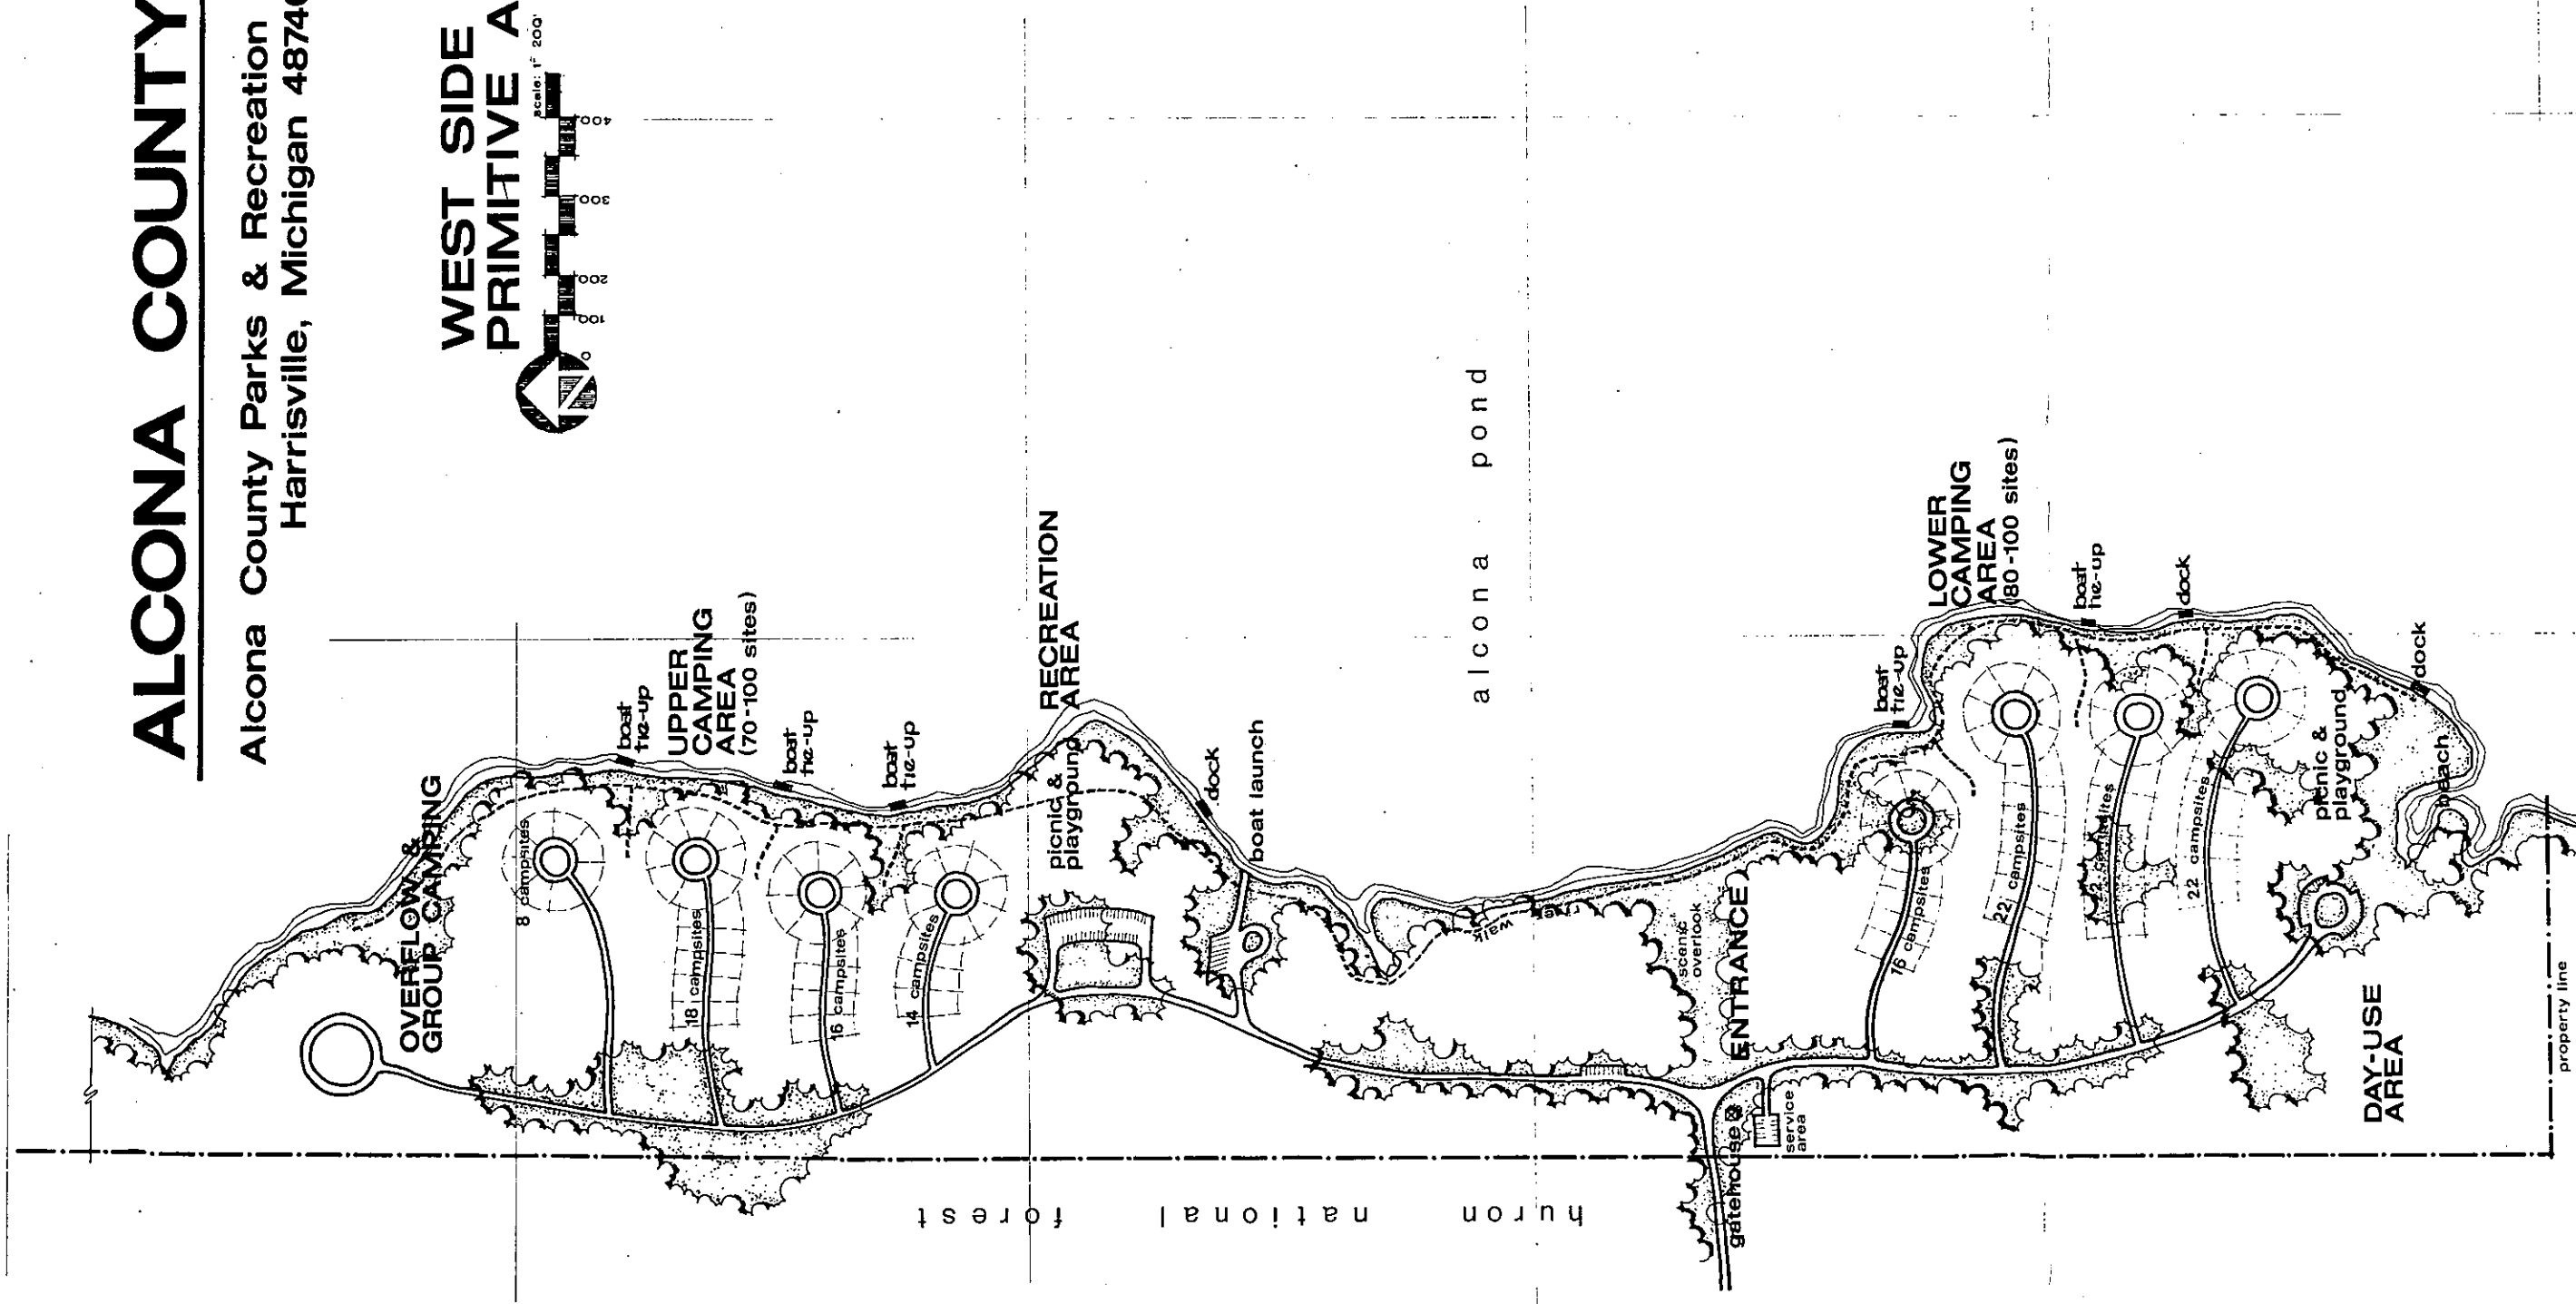 ALCONA COUNTY
Alcona County Parks & Recreation
Harrisville, Michigan 48740
WEST SIDE
PRIMITIVE A
scale: 1" 200'
0
100
200
300
400
N
OVERFLOW &
GROUP CAMPING
8 campsites
boat
tie-up
UPPER
CAMPING
AREA
(70-100 sites)
18 campsites
boat
tie-up
16 campsites
boat
tie-up
14 campsites
RECREATION
AREA
picnic &
playground
dock
boat launch
alcona pond
walk
scenic
overlook
ENTRANCE
gatehouse
service
area
huron national forest
boat
tie-up
16 campsites
LOWER
CAMPING
AREA
(80-100 sites)
22 campsites
boat
tie-up
22 campsites
dock
22 campsites
picnic &
playground
dock
beach
DAY-USE
AREA
property line